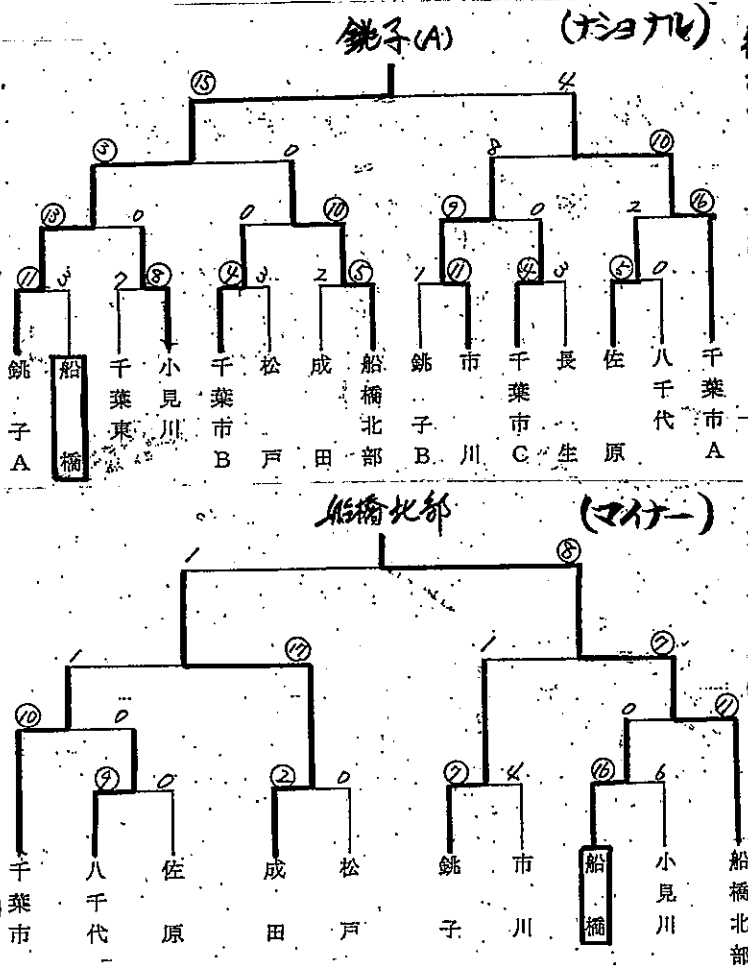 銚子(A) (ナショナル)
⑮ 4
③ 0 8 ⑩
⑬ 0 0 ⑩ ⑨ 0 2 ⑯
⑪ 3 7 ⑧ ④ 3 2 ⑤ 1 ⑪ ⑭ 3 ⑤ 0
銚子A 船橋 千葉東 小見川 千葉市B 松戸 成田 船橋北部 銚子B 市川 千葉市C 長生 佐原 八千代 千葉市A
船橋北部 (マイナー)
1 ⑧
1 ⑰ 1 ⑦
⑩ 0 0 ⑪
⑨ 0 ② 0 ⑦ 4 ⑯ 6
千葉市 八千代 佐原 成田 松戸 銚子 市川 船橋 小見川 船橋北部